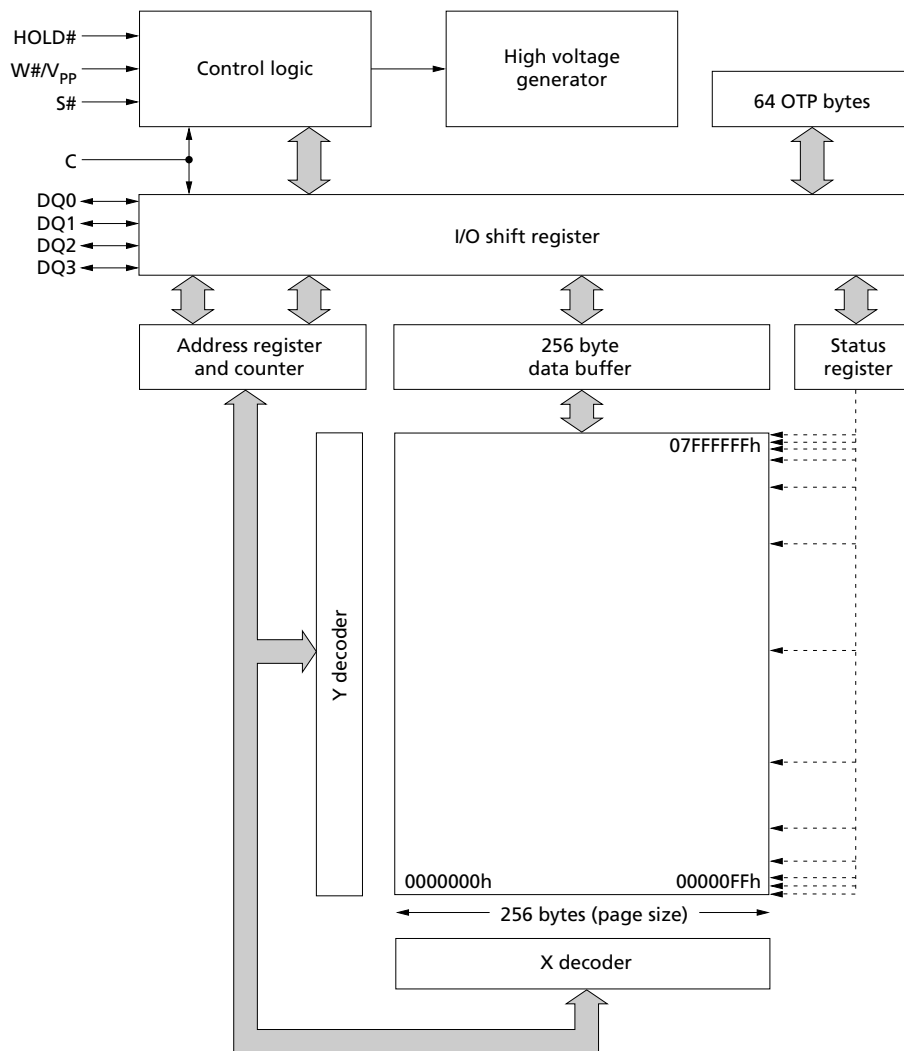 HOLD#
W#/VPP
S#
Control logic
High voltage
generator
64 OTP bytes
C
DQ0
DQ1
DQ2
DQ3
I/O shift register
Address register
and counter
256 byte
data buffer
Status
register
07FFFFFFh
Y decoder
0000000h
00000FFh
256 bytes (page size)
X decoder